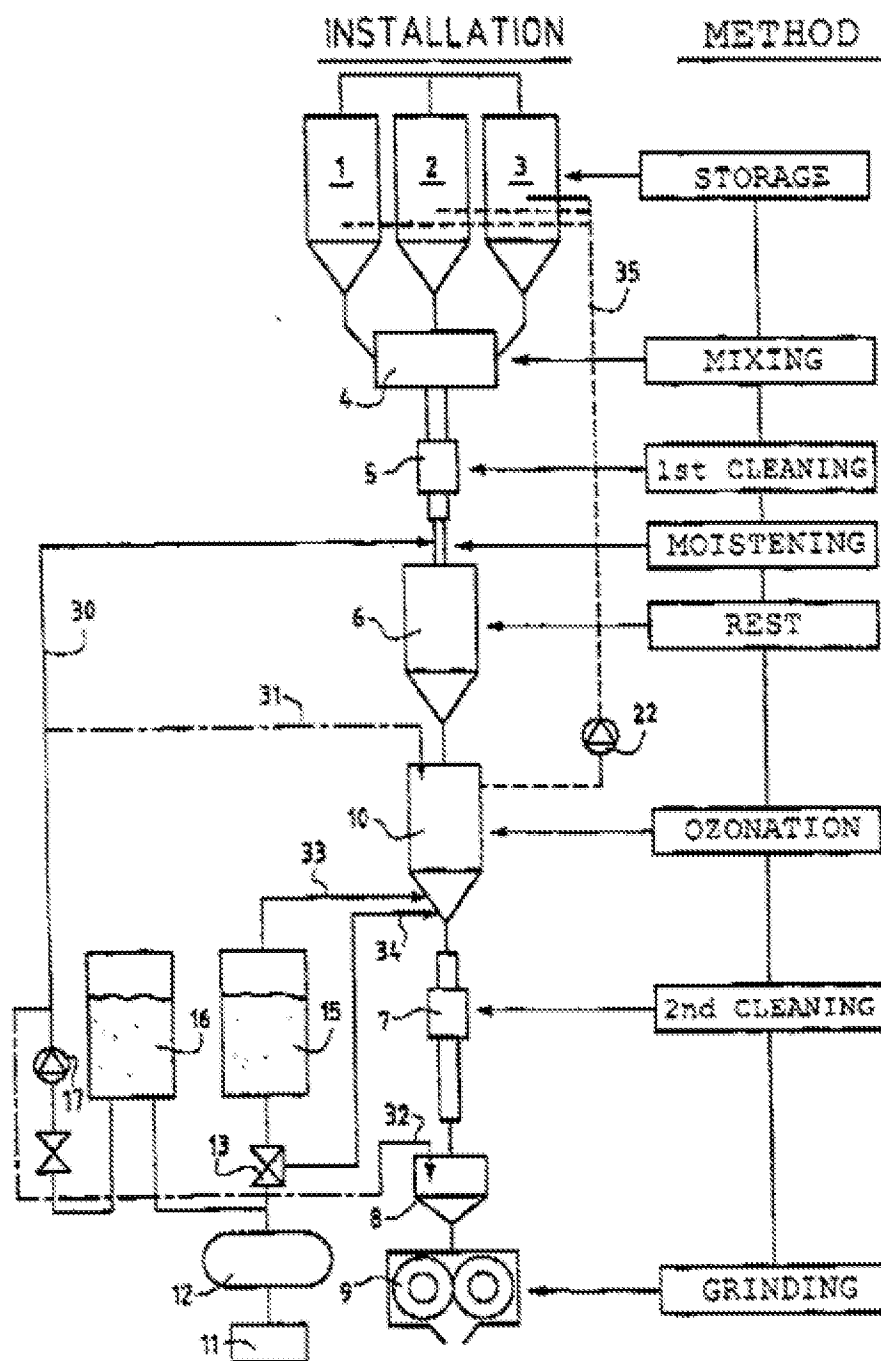 INSTALLATION METHOD
1 2 3 STORAGE
35
MIXING
4
5 1st CLEANING
MOISTENING
6 REST
30
31
22
10 OZONATION
33
34
16 15 7 2nd CLEANING
17
32
13
8
12 9 GRINDING
11